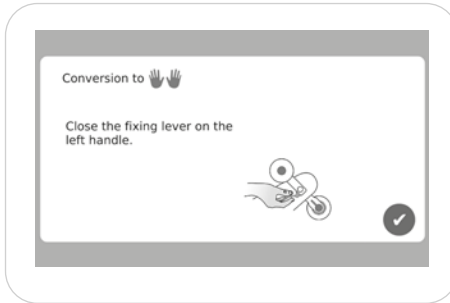 Conversion to
Close the fixing lever on the
left handle.